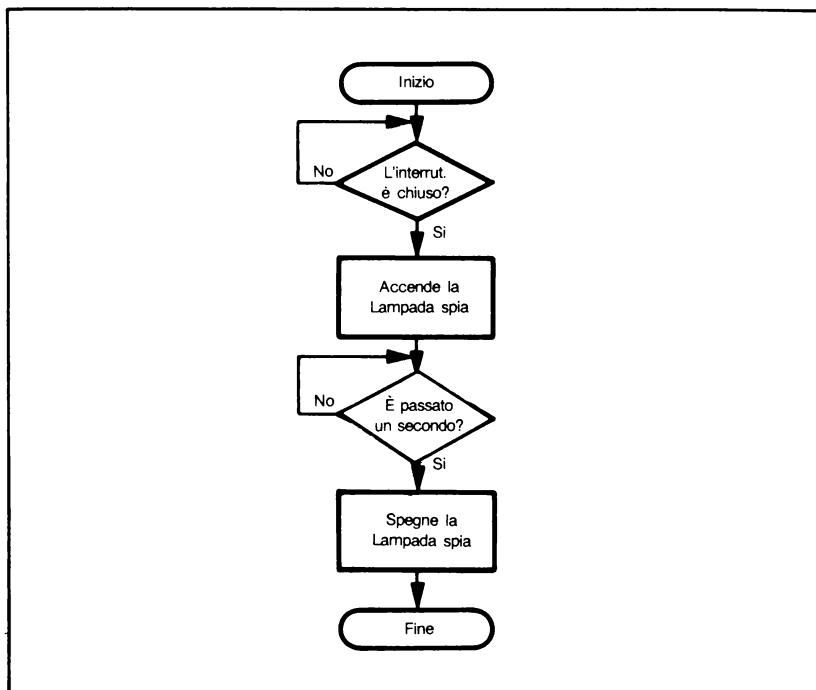 Inizio
No
L'interrut.
è chiuso?
Si
Accende la
Lampada spia
No
È passato
un secondo?
Si
Spegne la
Lampada spia
Fine